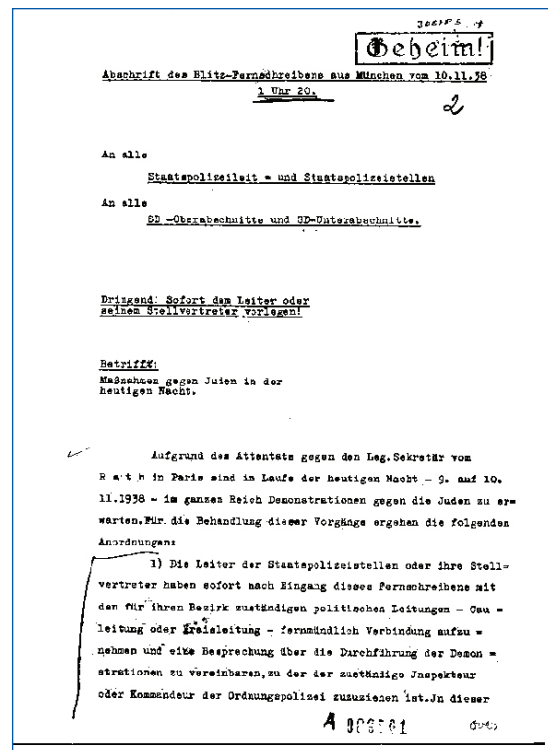 Geheim!
Abschrift des Blitz-Fernschreibens aus München vom 10.11.38
1 Uhr 20.
2
An alle
Staatspolizeileit - und Staatspolizeistellen
An alle
SD -Oberabschnitte und SD-Unterabschnitte.
Dringend! Sofort dem Leiter oder
seinem Stellvertreter vorlegen!
Betrifft:
Maßnahmen gegen Juden in der
heutigen Nacht.
Aufgrund des Attentats gegen den Leg.Sekretär vom
R a t h in Paris sind in Laufe der heutigen Nacht - 9. auf 10.
11.1938 - im ganzen Reich Demonstrationen gegen die Juden zu er=
warten.Für die Behandlung dieser Vorgänge ergehen die folgenden
Anordnungen:
1) Die Leiter der Staatspolizeistellen oder ihre Stell=
vertreter haben sofort nach Eingang dieses Fernschreibens mit
den für ihren Bezirk zuständigen politischen Leitungen - Gau =
leitung oder Kreisleitung - fernmündlich Verbindung aufzu =
nehmen und eine Besprechung über die Durchführung der Demon =
strationen zu vereinbaren,zu der der zuständige Jnspekteur
oder Kommandeur der Ordnungspolizei zuzuziehen ist.Jn dieser
A